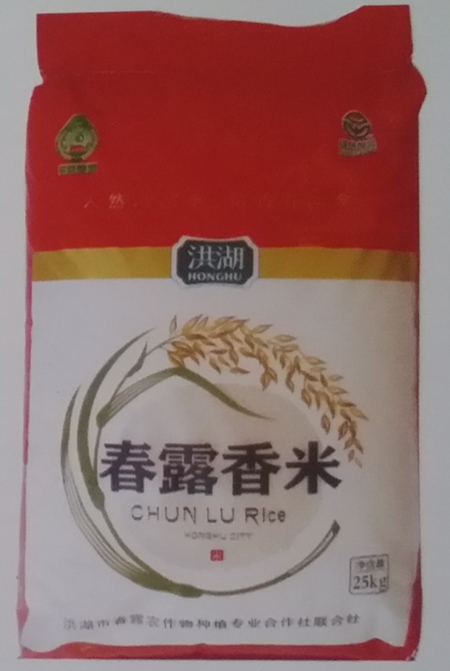 洪湖
HONGHU
春露香米
CHUN LU Rice
HONGHU CITY
净含量
25kg
洪湖市春露农作物种植专业合作社联合社